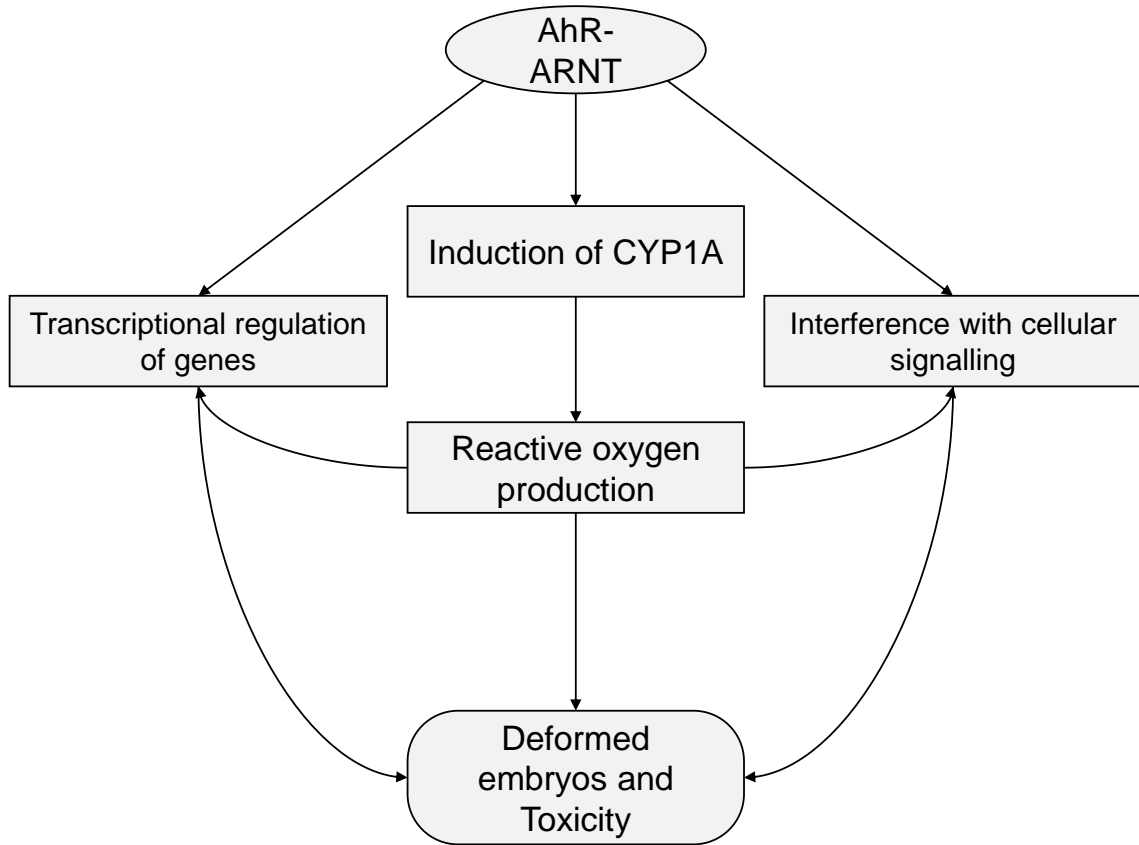 AhR-
ARNT
Induction of CYP1A
Transcriptional regulation
of genes
Interference with cellular
signalling
Reactive oxygen
production
Deformed
embryos and
Toxicity